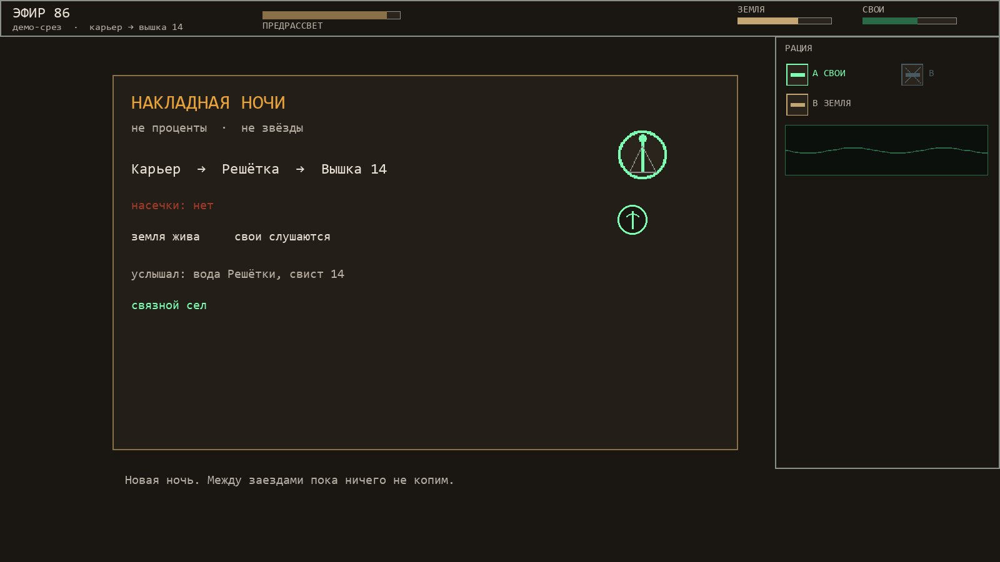 ЭФИР 86
демо-срез · карьер → вышка 14
ПРЕДРАССВЕТ
ЗЕМЛЯ
СВОИ
НАКЛАДНАЯ НОЧИ
не проценты · не звёзды
Карьер → Решётка → Вышка 14
насечки: нет
земля жива свои слушаются
услышал: вода Решётки, свист 14
связной сел
Новая ночь. Между заездами пока ничего не копим.
РАЦИЯ
А СВОИ
В
В ЗЕМЛЯ